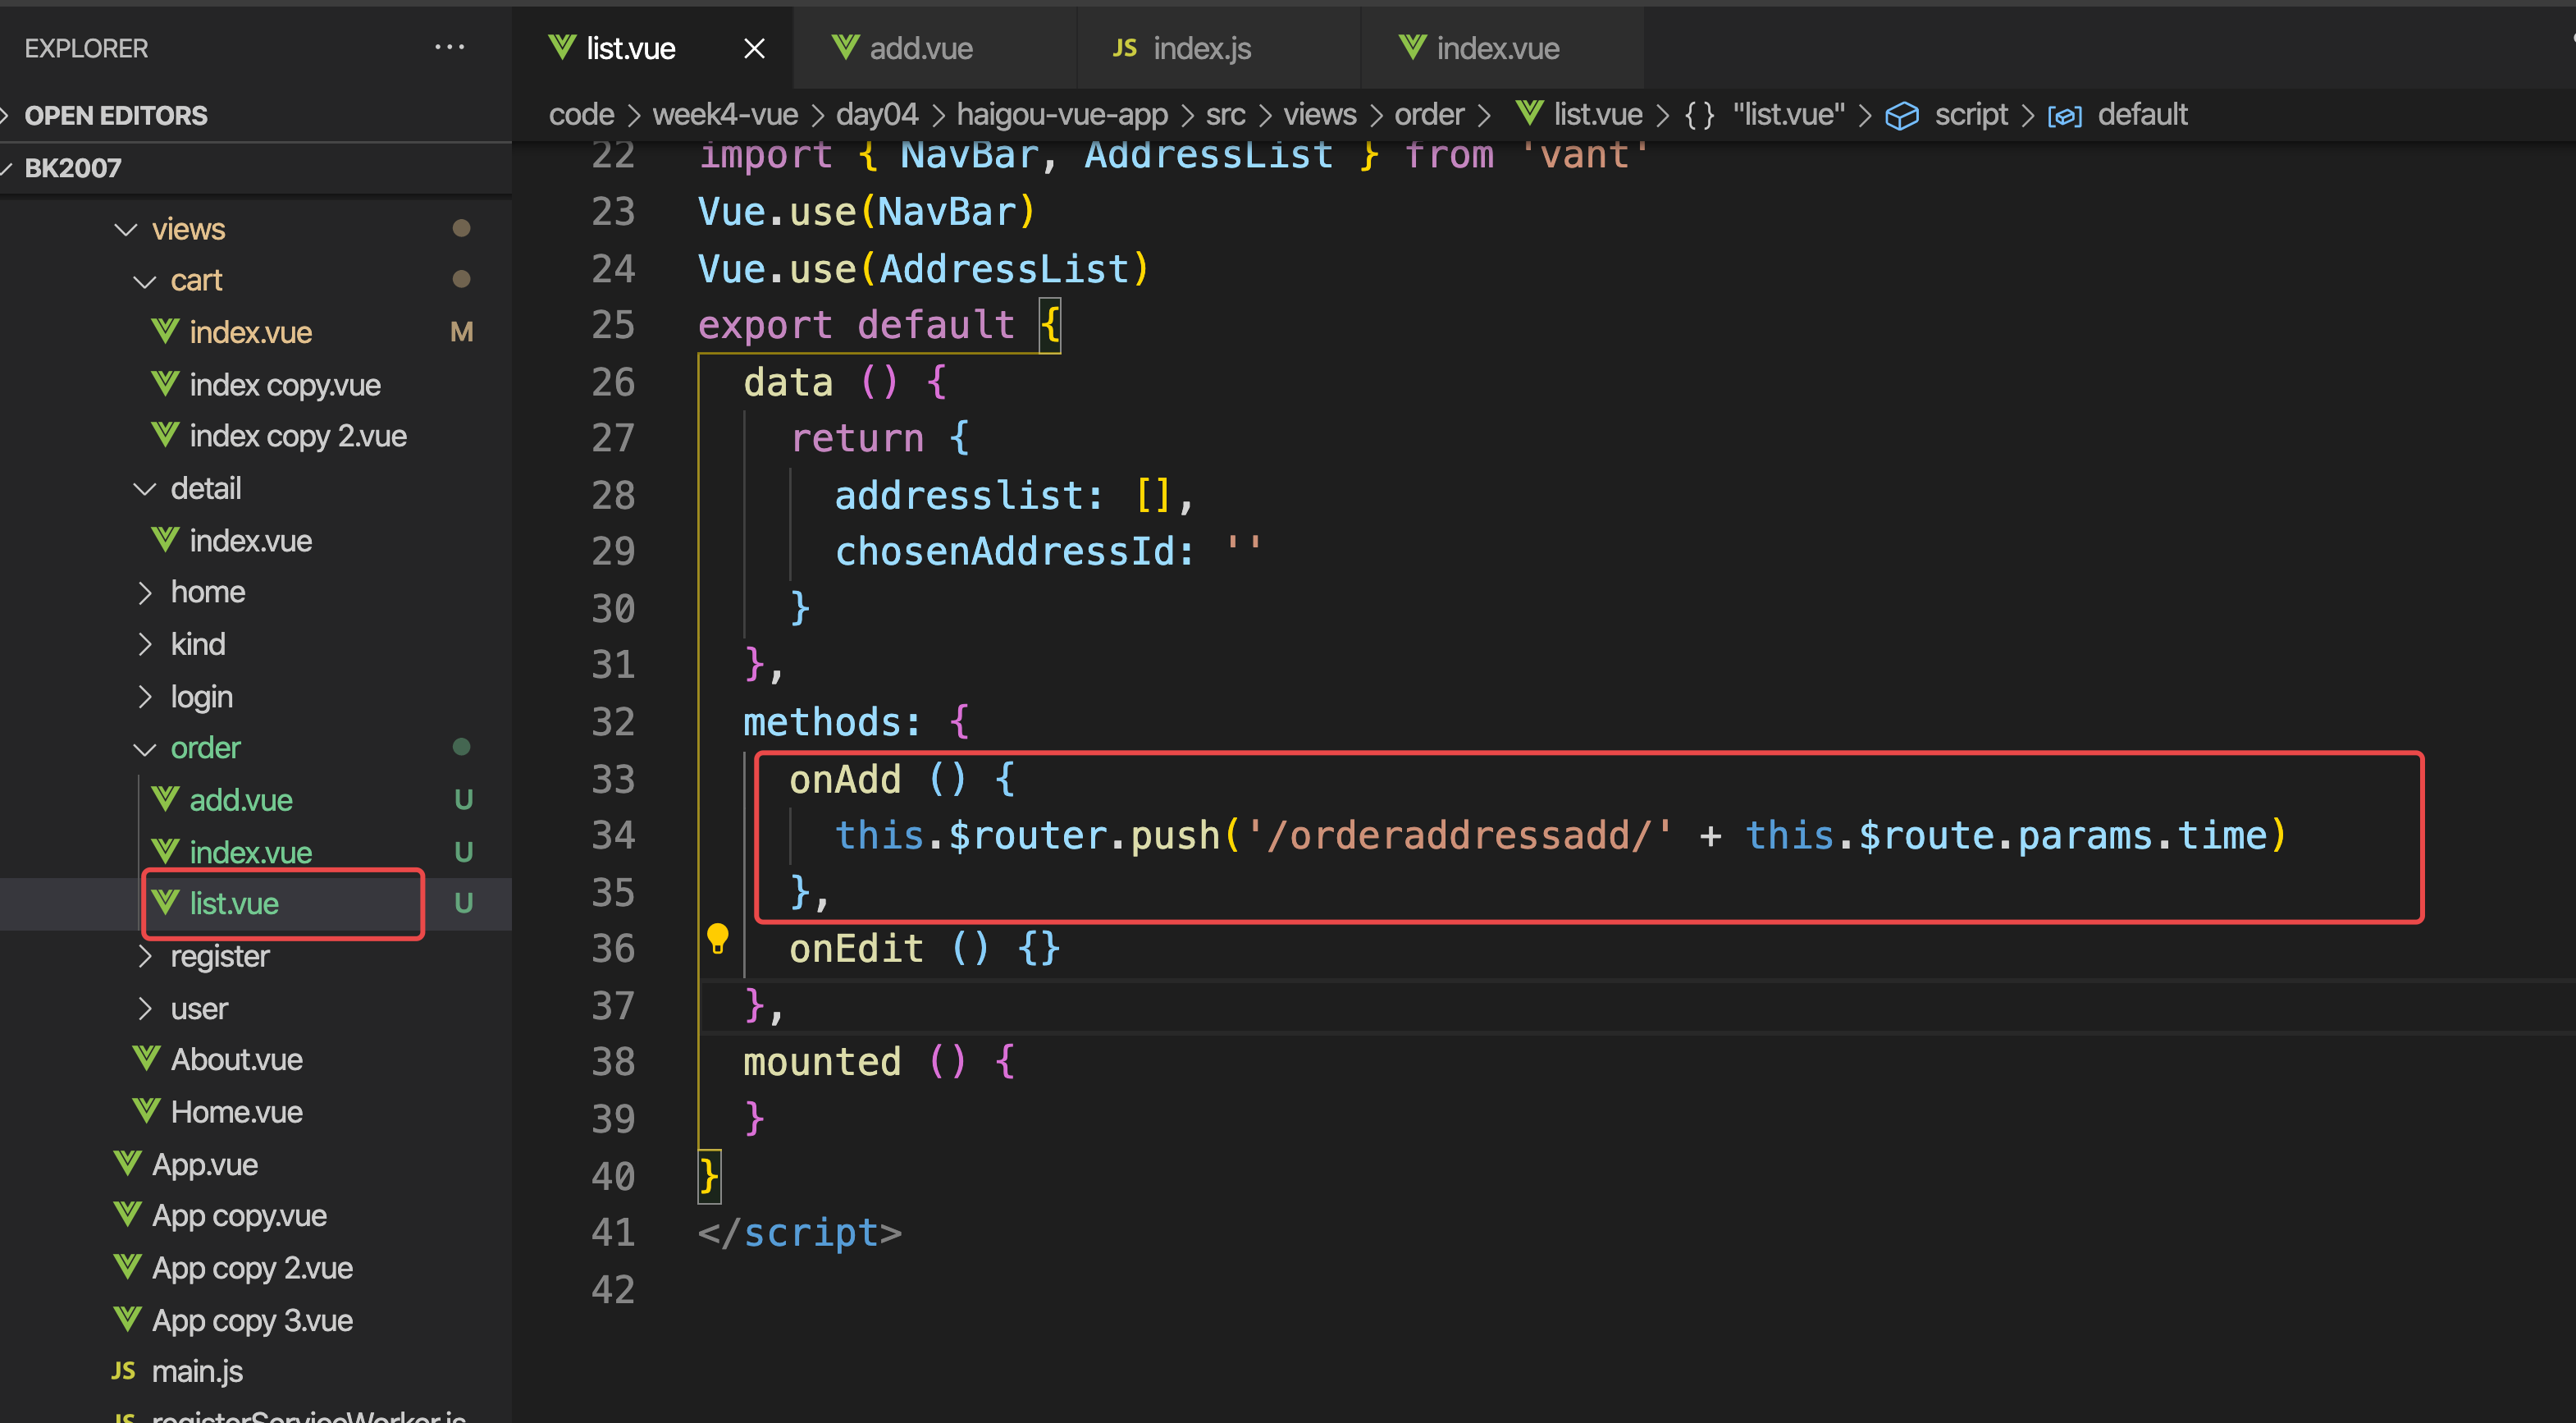 EXPLORER
OPEN EDITORS
BK2007
views
cart
index.vue M
index copy.vue
index copy 2.vue
detail
index.vue
home
kind
login
order
add.vue U
index.vue U
list.vue U
register
user
About.vue
Home.vue
App.vue
App copy.vue
App copy 2.vue
App copy 3.vue
JS main.js
JS registerServiceWorker.js
list.vue add.vue JS index.js index.vue
code > week4-vue > day04 > haigou-vue-app > src > views > order > list.vue > {} "list.vue" > script > default
22 import { NavBar, AddressList } from 'vant'
23 Vue.use(NavBar)
24 Vue.use(AddressList)
25 export default {
26 data () {
27 return {
28 addresslist: [],
29 chosenAddressId: ''
30 }
31 },
32 methods: {
33 onAdd () {
34 this.$router.push('/orderaddressadd/' + this.$route.params.time)
35 },
36 onEdit () {}
37 },
38 mounted () {
39 }
40 }
41 </script>
42